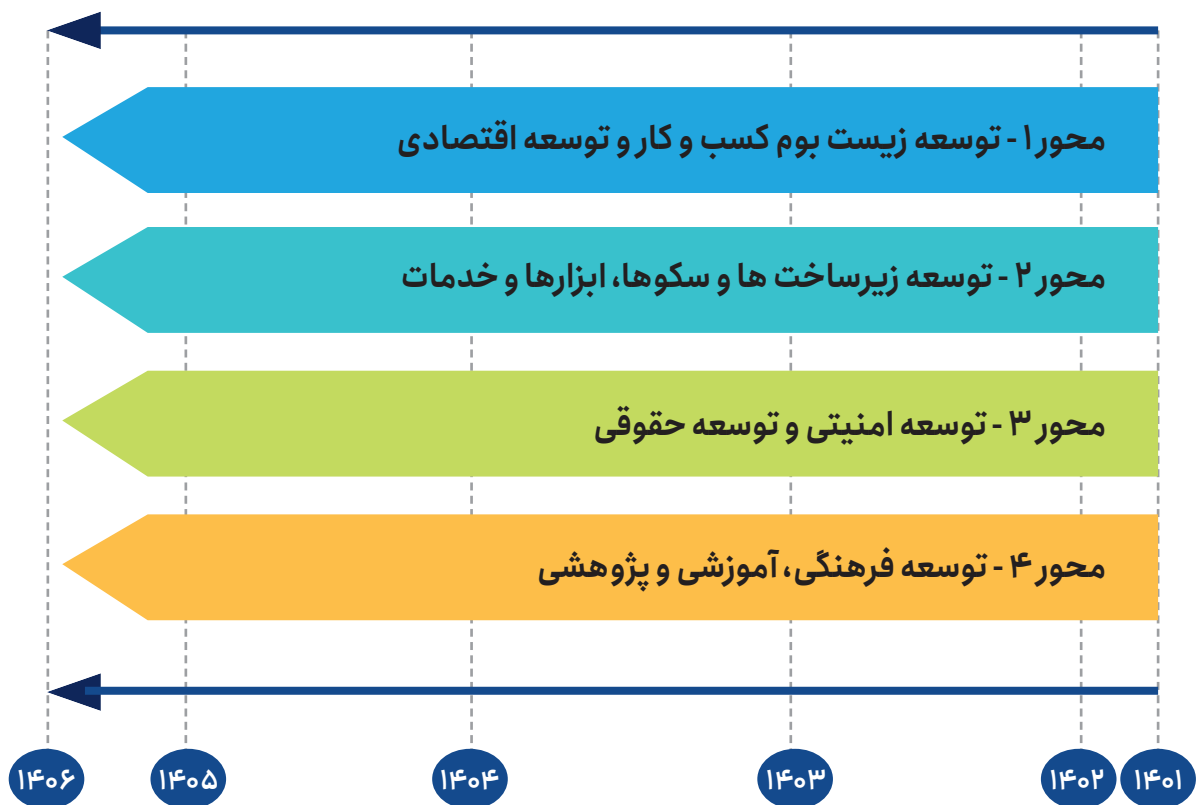 محور ۱ - توسعه زیست بوم کسب و کار و توسعه اقتصادی
محور ۲ - توسعه زیرساخت ها و سکوها، ابزارها و خدمات
محور ۳ - توسعه امنیتی و توسعه حقوقی
محور ۴ - توسعه فرهنگی، آموزشی و پژوهشی
۱۴۰۱ ۱۴۰۲ ۱۴۰۳ ۱۴۰۴ ۱۴۰۵ ۱۴۰۶